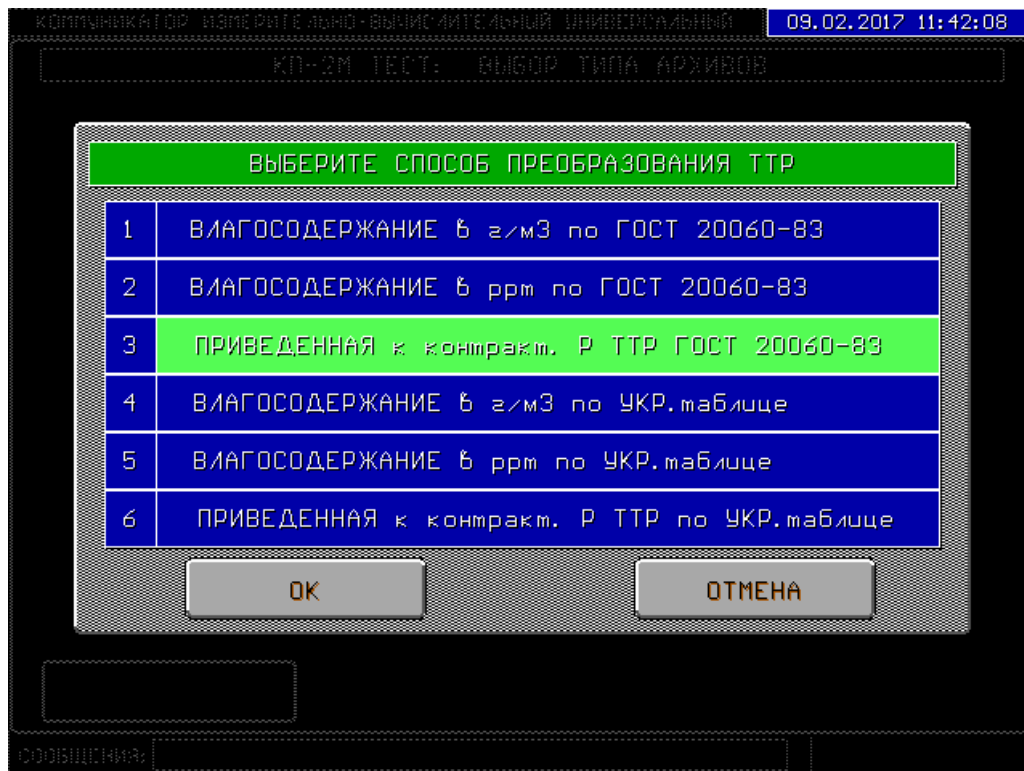 КОММУНИКАТОР ИЗМЕРИТЕЛЬНО-ВЫЧИСЛИТЕЛЬНЫЙ УНИВЕРСАЛЬНЫЙ 09.02.2017 11:42:08
КП-2М ТЕСТ: ВЫБОР ТИПА АРХИВОВ
ВЫБЕРИТЕ СПОСОБ ПРЕОБРАЗОВАНИЯ ТТР
1 ВЛАГОСОДЕРЖАНИЕ в г/м3 по ГОСТ 20060-83
2 ВЛАГОСОДЕРЖАНИЕ в ppm по ГОСТ 20060-83
3 ПРИВЕДЕННАЯ к контракт. Р ТТР ГОСТ 20060-83
4 ВЛАГОСОДЕРЖАНИЕ в г/м3 по УКР.таблице
5 ВЛАГОСОДЕРЖАНИЕ в ppm по УКР.таблице
6 ПРИВЕДЕННАЯ к контракт. Р ТТР по УКР.таблице
ОК ОТМЕНА
СООБЩЕНИЯ: